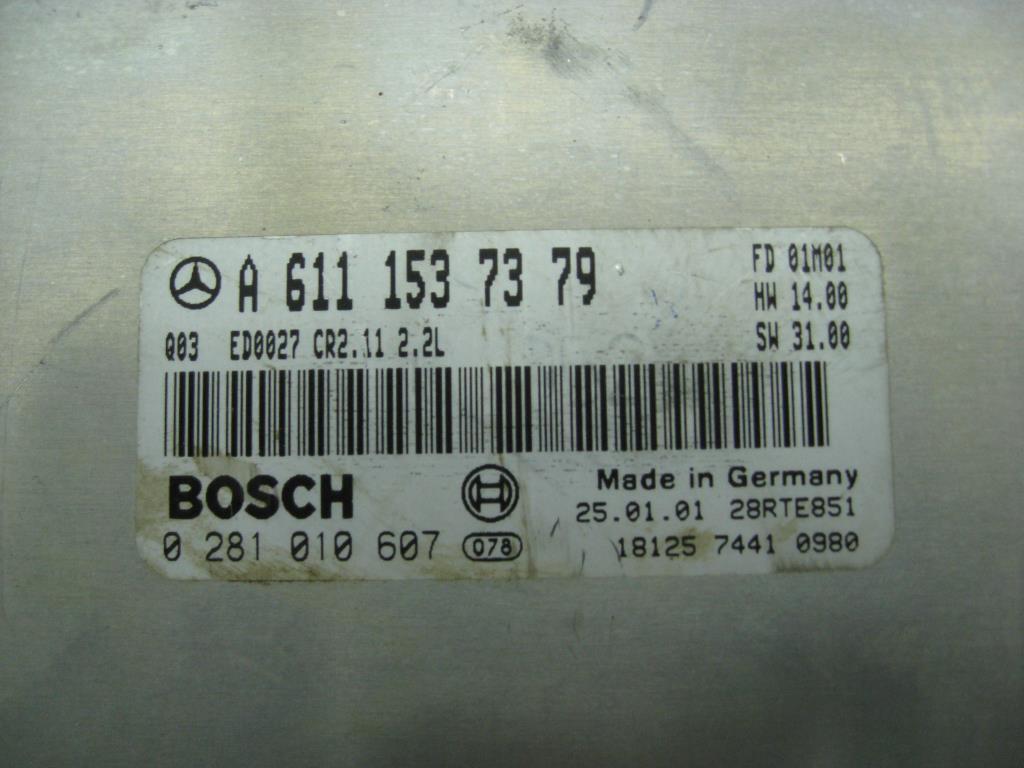 A 611 153 73 79
FD 01M01
HW 14.00
Q03 ED0027 CR2.11 2.2L
SW 31.00
BOSCH
Made in Germany
25.01.01 28RTE851
0 281 010 607 078
18125 7441 0980